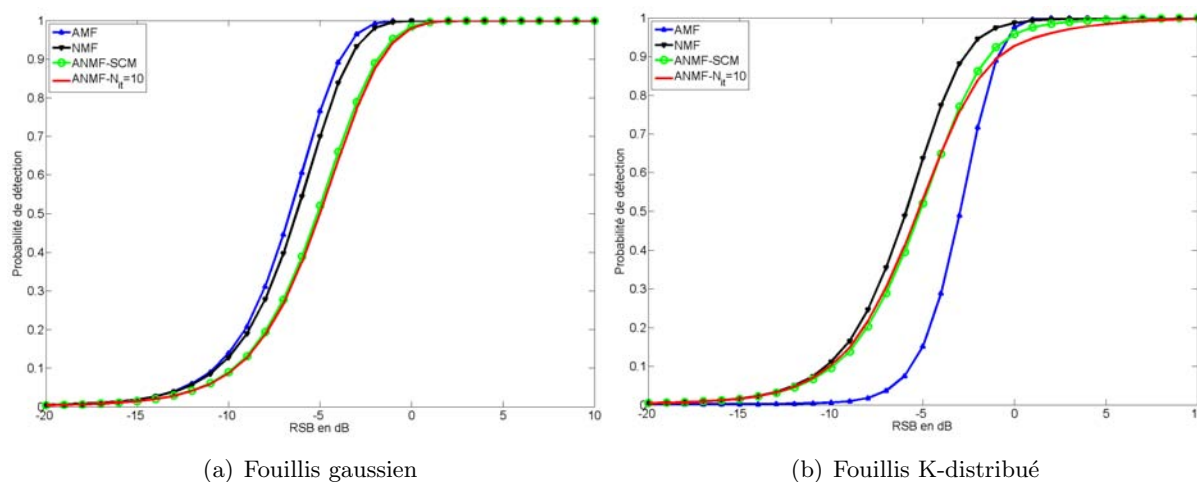 AMF
NMF
ANMF-SCM
ANMF-N_it=10
Probabilité de détection
1
0.9
0.8
0.7
0.6
0.5
0.4
0.3
0.2
0.1
0
-20
-15
-10
-5
0
5
10
RSB en dB
(a) Fouillis gaussien
AMF
NMF
ANMF-SCM
ANMF-N_it=10
Probabilité de détection
1
0.9
0.8
0.7
0.6
0.5
0.4
0.3
0.2
0.1
0
-20
-15
-10
-5
0
5
1
RSB en dB
(b) Fouillis K-distribué